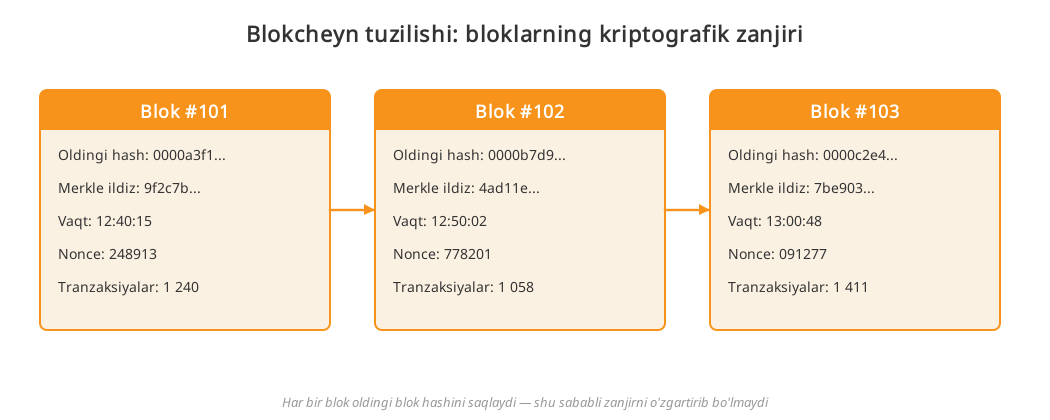 Blokcheyn tuzilishi: bloklarning kriptografik zanjiri
Blok #101
Oldingi hash: 0000a3f1...
Merkle ildiz: 9f2c7b...
Vaqt: 12:40:15
Nonce: 248913
Tranzaksiyalar: 1 240
Blok #102
Oldingi hash: 0000b7d9...
Merkle ildiz: 4ad11e...
Vaqt: 12:50:02
Nonce: 778201
Tranzaksiyalar: 1 058
Blok #103
Oldingi hash: 0000c2e4...
Merkle ildiz: 7be903...
Vaqt: 13:00:48
Nonce: 091277
Tranzaksiyalar: 1 411
Har bir blok oldingi blok hashini saqlaydi — shu sababli zanjirni o'zgartirib bo'lmaydi